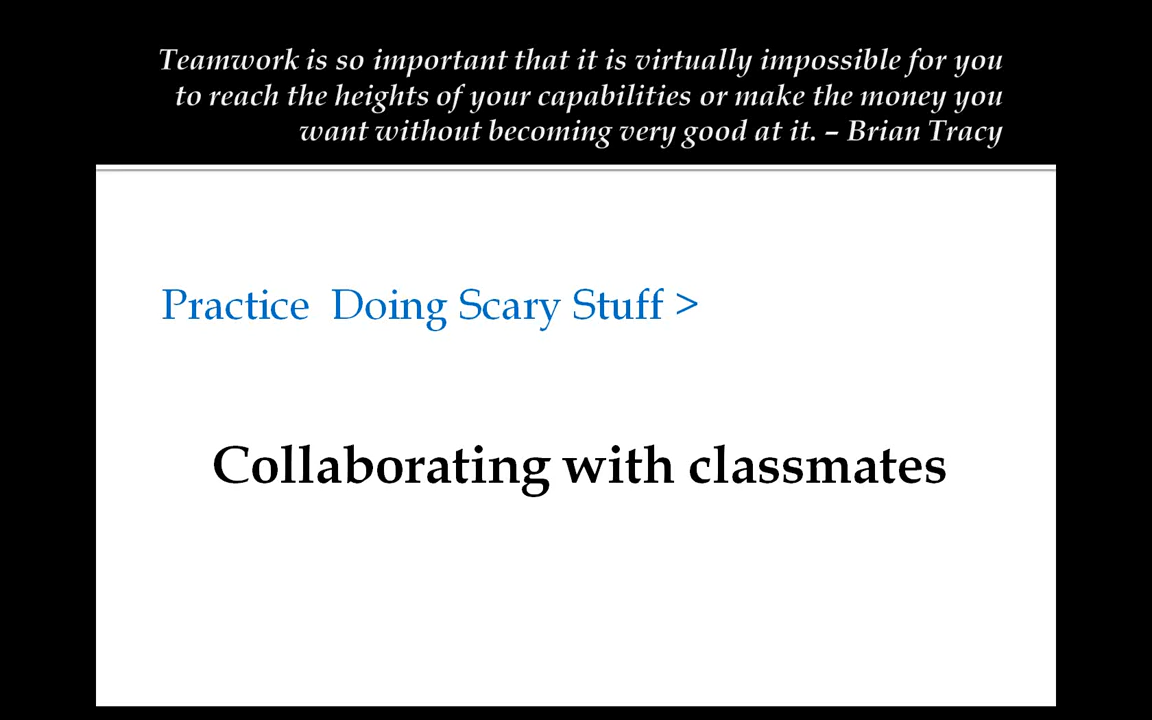 Teamwork is so important that it is virtually impossible for you
to reach the heights of your capabilities or make the money you
want without becoming very good at it. – Brian Tracy
Practice  Doing Scary Stuff >
Collaborating with classmates